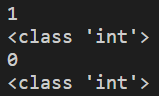 1
<class 'int'>
0
<class 'int'>